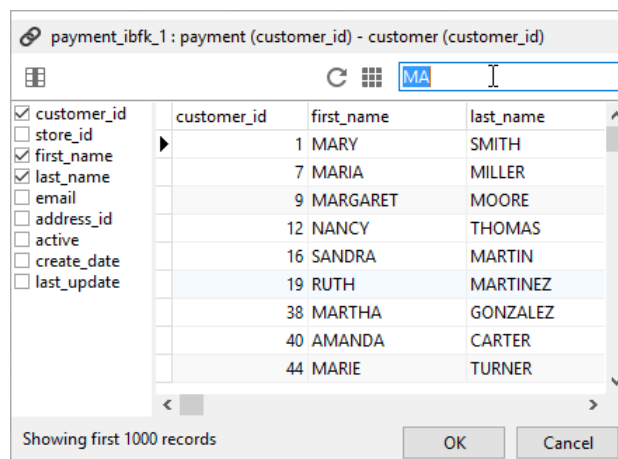 payment_ibfk_1 : payment (customer_id) - customer (customer_id)
MA
customer_id
store_id
first_name
last_name
email
address_id
active
create_date
last_update
customer_id first_name last_name
1 MARY SMITH
7 MARIA MILLER
9 MARGARET MOORE
12 NANCY THOMAS
16 SANDRA MARTIN
19 RUTH MARTINEZ
38 MARTHA GONZALEZ
40 AMANDA CARTER
44 MARIE TURNER
Showing first 1000 records
OK Cancel